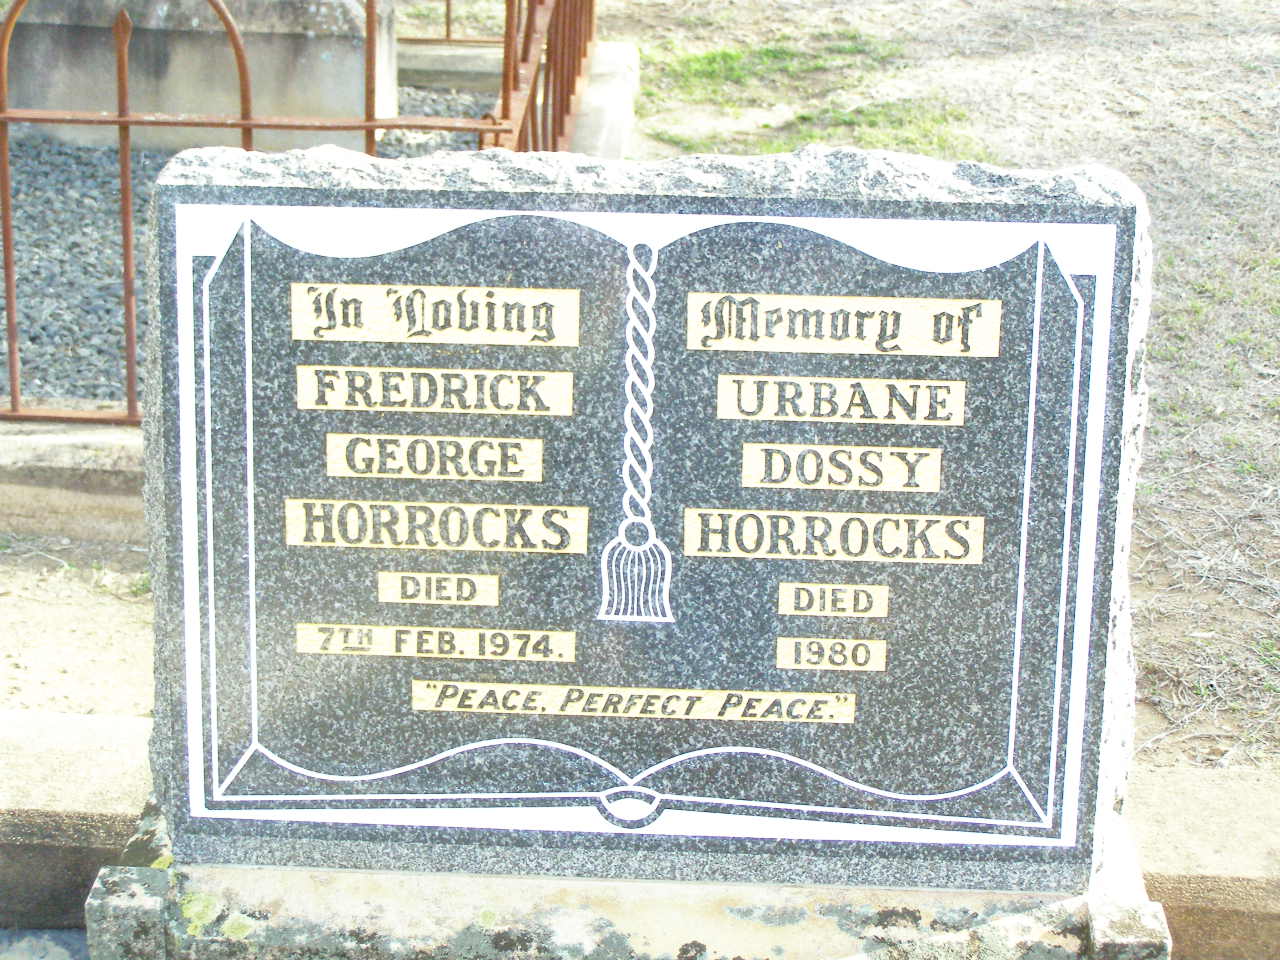 In Loving
FREDRICK
GEORGE
HORROCKS
DIED
7TH FEB. 1974.
Memory of
URBANE
DOSSY
HORROCKS
DIED
1980
"PEACE, PERFECT PEACE."